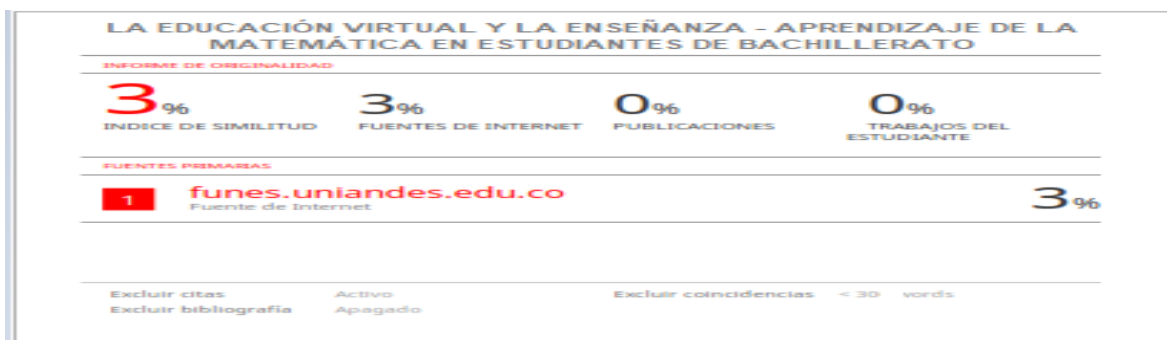 LA EDUCACIÓN VIRTUAL Y LA ENSEÑANZA - APRENDIZAJE DE LA
MATEMÁTICA EN ESTUDIANTES DE BACHILLERATO
INFORME DE ORIGINALIDAD
3% 3% 0% 0%
INDICE DE SIMILITUD FUENTES DE INTERNET PUBLICACIONES TRABAJOS DEL
ESTUDIANTE
FUENTES PRIMARIAS
1 funes.uniandes.edu.co 3%
Fuente de Internet
Excluir citas Activo Excluir coincidencias < 30 words
Excluir bibliografía Apagado